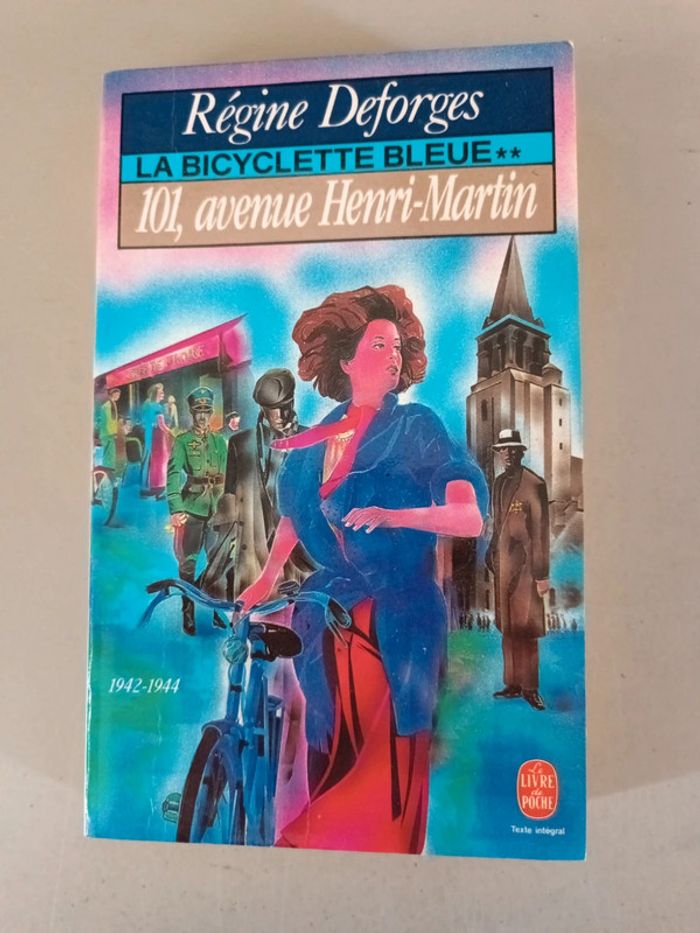 Régine Deforges
LA BICYCLETTE BLEUE**
101, avenue Henri-Martin
1942-1944
Le
LIVRE
de
POCHE
Texte intégral